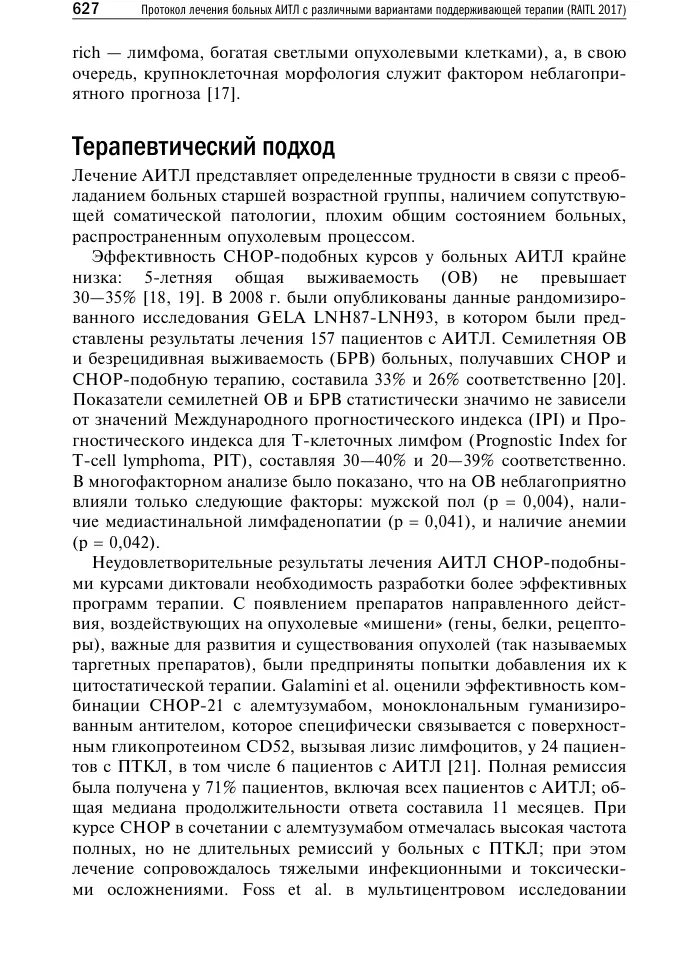 627 Протокол лечения больных АИТЛ с различными вариантами поддерживающей терапии (RAITL 2017)
rich — лимфома, богатая светлыми опухолевыми клетками), а, в свою
очередь, крупноклеточная морфология служит фактором неблагопри-
ятного прогноза [17].
Терапевтический подход
Лечение АИТЛ представляет определенные трудности в связи с преоб-
ладанием больных старшей возрастной группы, наличием сопутствую-
щей соматической патологии, плохим общим состоянием больных,
распространенным опухолевым процессом.
Эффективность CHOP-подобных курсов у больных АИТЛ крайне
низка: 5-летняя общая выживаемость (ОВ) не превышает
30—35% [18, 19]. В 2008 г. были опубликованы данные рандомизиро-
ванного исследования GELA LNH87-LNH93, в котором были пред-
ставлены результаты лечения 157 пациентов с АИТЛ. Семилетняя ОВ
и безрецидивная выживаемость (БРВ) больных, получавших CHOP и
CHOP-подобную терапию, составила 33% и 26% соответственно [20].
Показатели семилетней ОВ и БРВ статистически значимо не зависели
от значений Международного прогностического индекса (IPI) и Про-
гностического индекса для Т-клеточных лимфом (Prognostic Index for
T-cell lymphoma, PIT), составляя 30—40% и 20—39% соответственно.
В многофакторном анализе было показано, что на ОВ неблагоприятно
влияли только следующие факторы: мужской пол (p = 0,004), нали-
чие медиастинальной лимфаденопатии (p = 0,041), и наличие анемии
(p = 0,042).
Неудовлетворительные результаты лечения АИТЛ CHOP-подобны-
ми курсами диктовали необходимость разработки более эффективных
программ терапии. С появлением препаратов направленного дейст-
вия, воздействующих на опухолевые «мишени» (гены, белки, рецепто-
ры), важные для развития и существования опухолей (так называемых
таргетных препаратов), были предприняты попытки добавления их к
цитостатической терапии. Galamini et al. оценили эффективность ком-
бинации CHOP-21 с алемтузумабом, моноклональным гуманизиро-
ванным антителом, которое специфически связывается с поверхност-
ным гликопротеином CD52, вызывая лизис лимфоцитов, у 24 пациен-
тов с ПТКЛ, в том числе 6 пациентов с АИТЛ [21]. Полная ремиссия
была получена у 71% пациентов, включая всех пациентов с АИТЛ; об-
щая медиана продолжительности ответа составила 11 месяцев. При
курсе CHOP в сочетании с алемтузумабом отмечалась высокая частота
полных, но не длительных ремиссий у больных с ПТКЛ; при этом
лечение сопровождалось тяжелыми инфекционными и токсически-
ми осложнениями. Foss et al. в мультицентровом исследовании